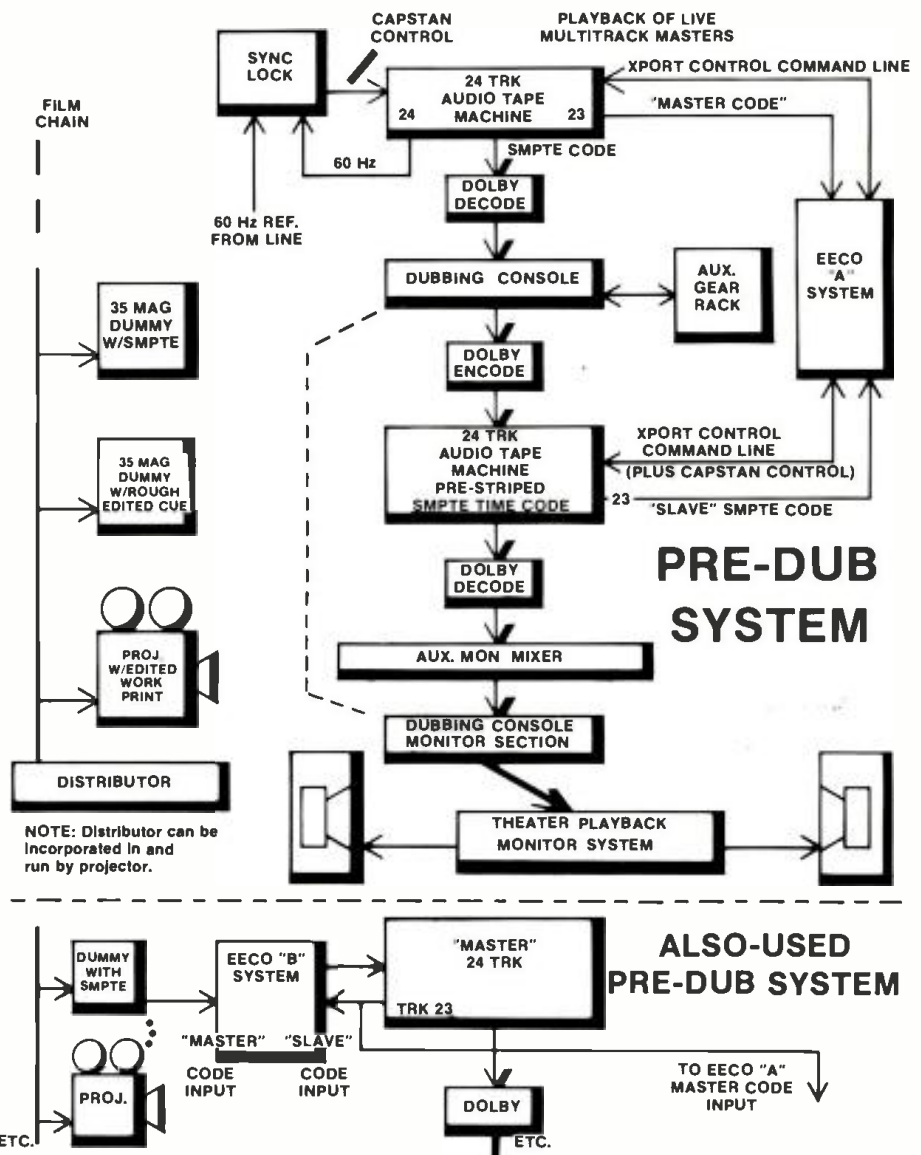 CAPSTAN
CONTROL
PLAYBACK OF LIVE
MULTITRACK MASTERS
SYNC
LOCK
24 TRK
AUDIO TAPE
MACHINE
24
23
XPORT CONTROL COMMAND LINE
"MASTER CODE"
FILM
CHAIN
60 Hz
SMPTE CODE
60 Hz REF.
FROM LINE
DOLBY
DECODE
EECO
"A"
SYSTEM
DUBBING CONSOLE
AUX.
GEAR
RACK
35 MAG
DUMMY
W/SMPTE
DOLBY
ENCODE
24 TRK
AUDIO TAPE
MACHINE
PRE-STRIPED
SMPTE TIME CODE
XPORT CONTROL
COMMAND LINE
(PLUS CAPSTAN CONTROL)
23
"SLAVE" SMPTE CODE
35 MAG
DUMMY
W/ROUGH
EDITED CUE
DOLBY
DECODE
PRE-DUB
SYSTEM
PROJ.
W/EDITED
WORK
PRINT
AUX. MON MIXER
DUBBING CONSOLE
MONITOR SECTION
DISTRIBUTOR
THEATER PLAYBACK
MONITOR SYSTEM
NOTE: Distributor can be
incorporated in and
run by projector.
DUMMY
WITH
SMPTE
EECO "B"
SYSTEM
"MASTER"
24 TRK
TRK 23
ALSO-USED
PRE-DUB SYSTEM
"MASTER" "SLAVE"
CODE
INPUT
CODE
INPUT
TO EECO "A"
MASTER CODE
INPUT
PROJ.
DOLBY
ETC.
ETC.